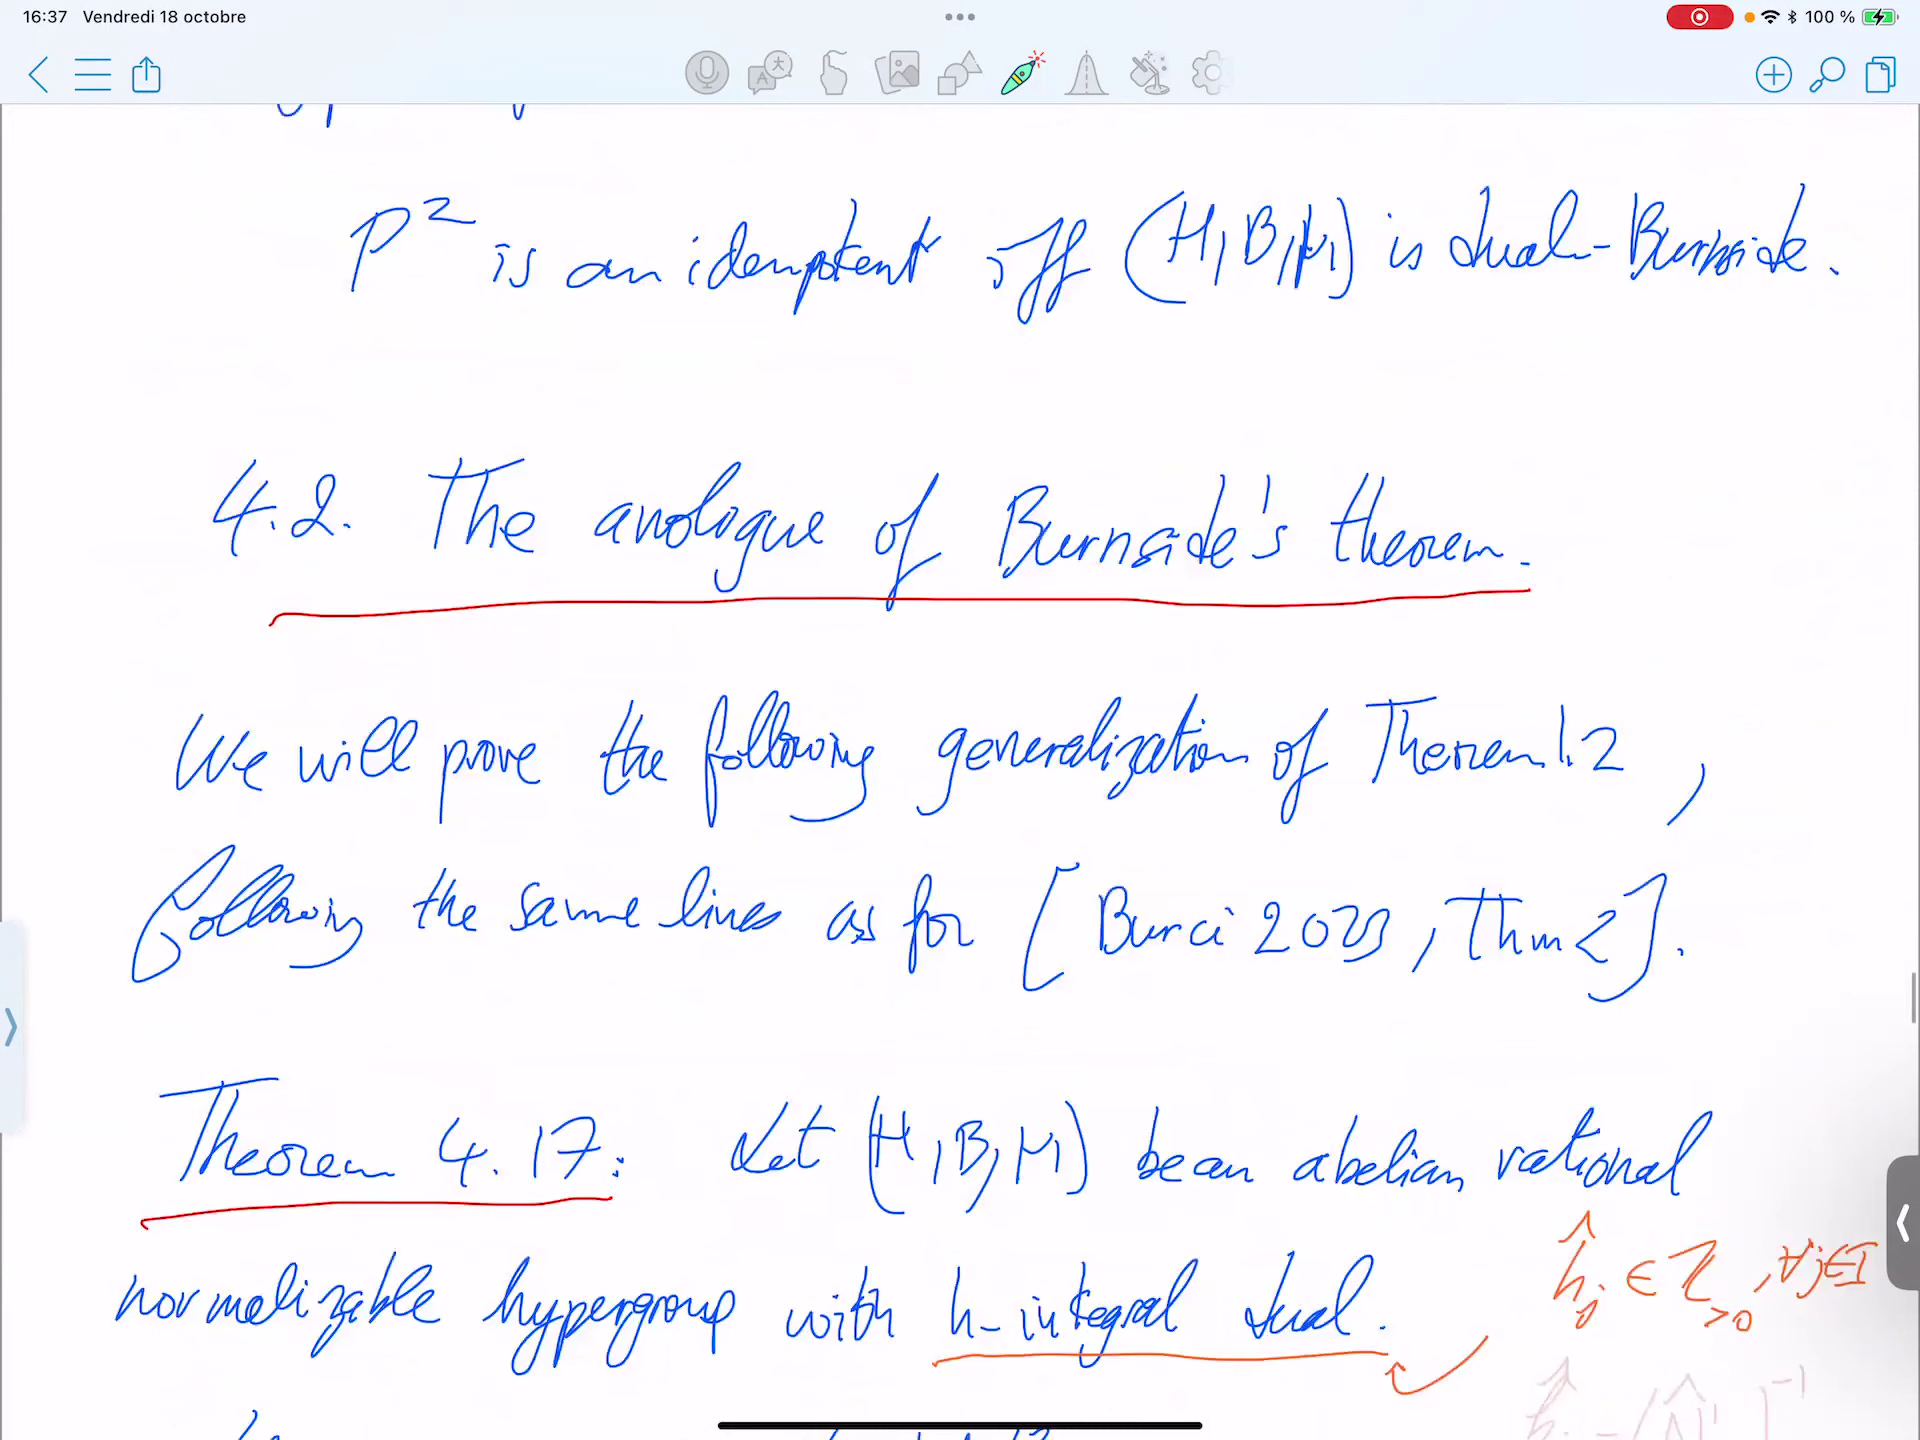 16:37 Vendredi 18 octobre
100 %
P² is an idempotent iff (H,B,μ) is dual-Burnside.
4.2. The analogue of Burnside's theorem.
We will prove the following generalization of Theorem 1.2,
following the same lines as for [Burci 2023, Thm 2].
Theorem 4.17: Let (H,B,μ) be an abelian rational
normalizable hypergroup with h-integral dual.
ĥ_j ∈ ℤ_{>0}, ∀j∈I